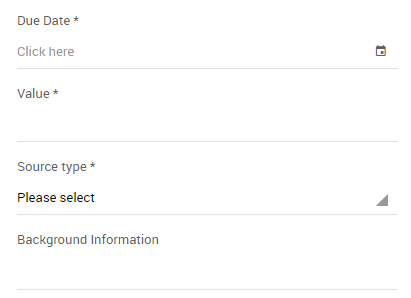 Due Date *
Click here
Value *
Source type *
Please select
Background Information